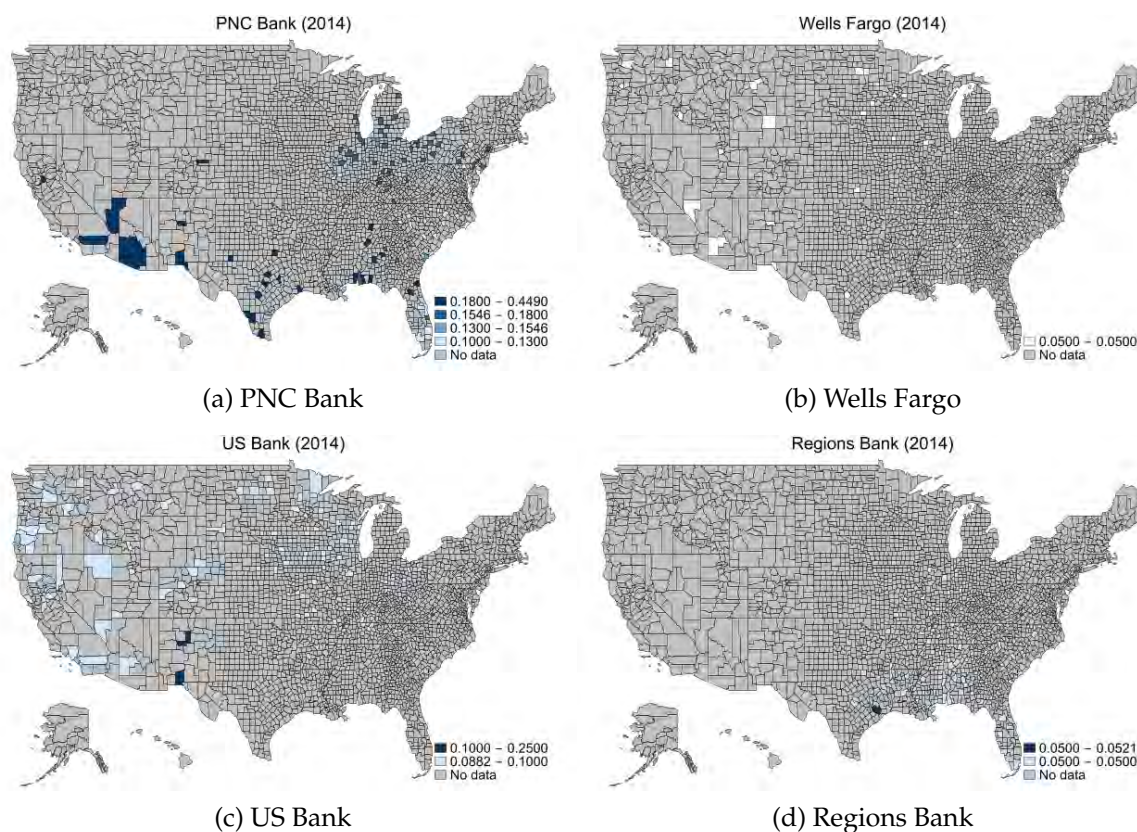 PNC Bank (2014)
0.1800 – 0.4490
0.1546 – 0.1800
0.1300 – 0.1546
0.1000 – 0.1300
No data
(a) PNC Bank
Wells Fargo (2014)
0.0500 – 0.0500
No data
(b) Wells Fargo
US Bank (2014)
0.1000 – 0.2500
0.0882 – 0.1000
No data
(c) US Bank
Regions Bank (2014)
0.0500 – 0.0521
0.0500 – 0.0500
No data
(d) Regions Bank